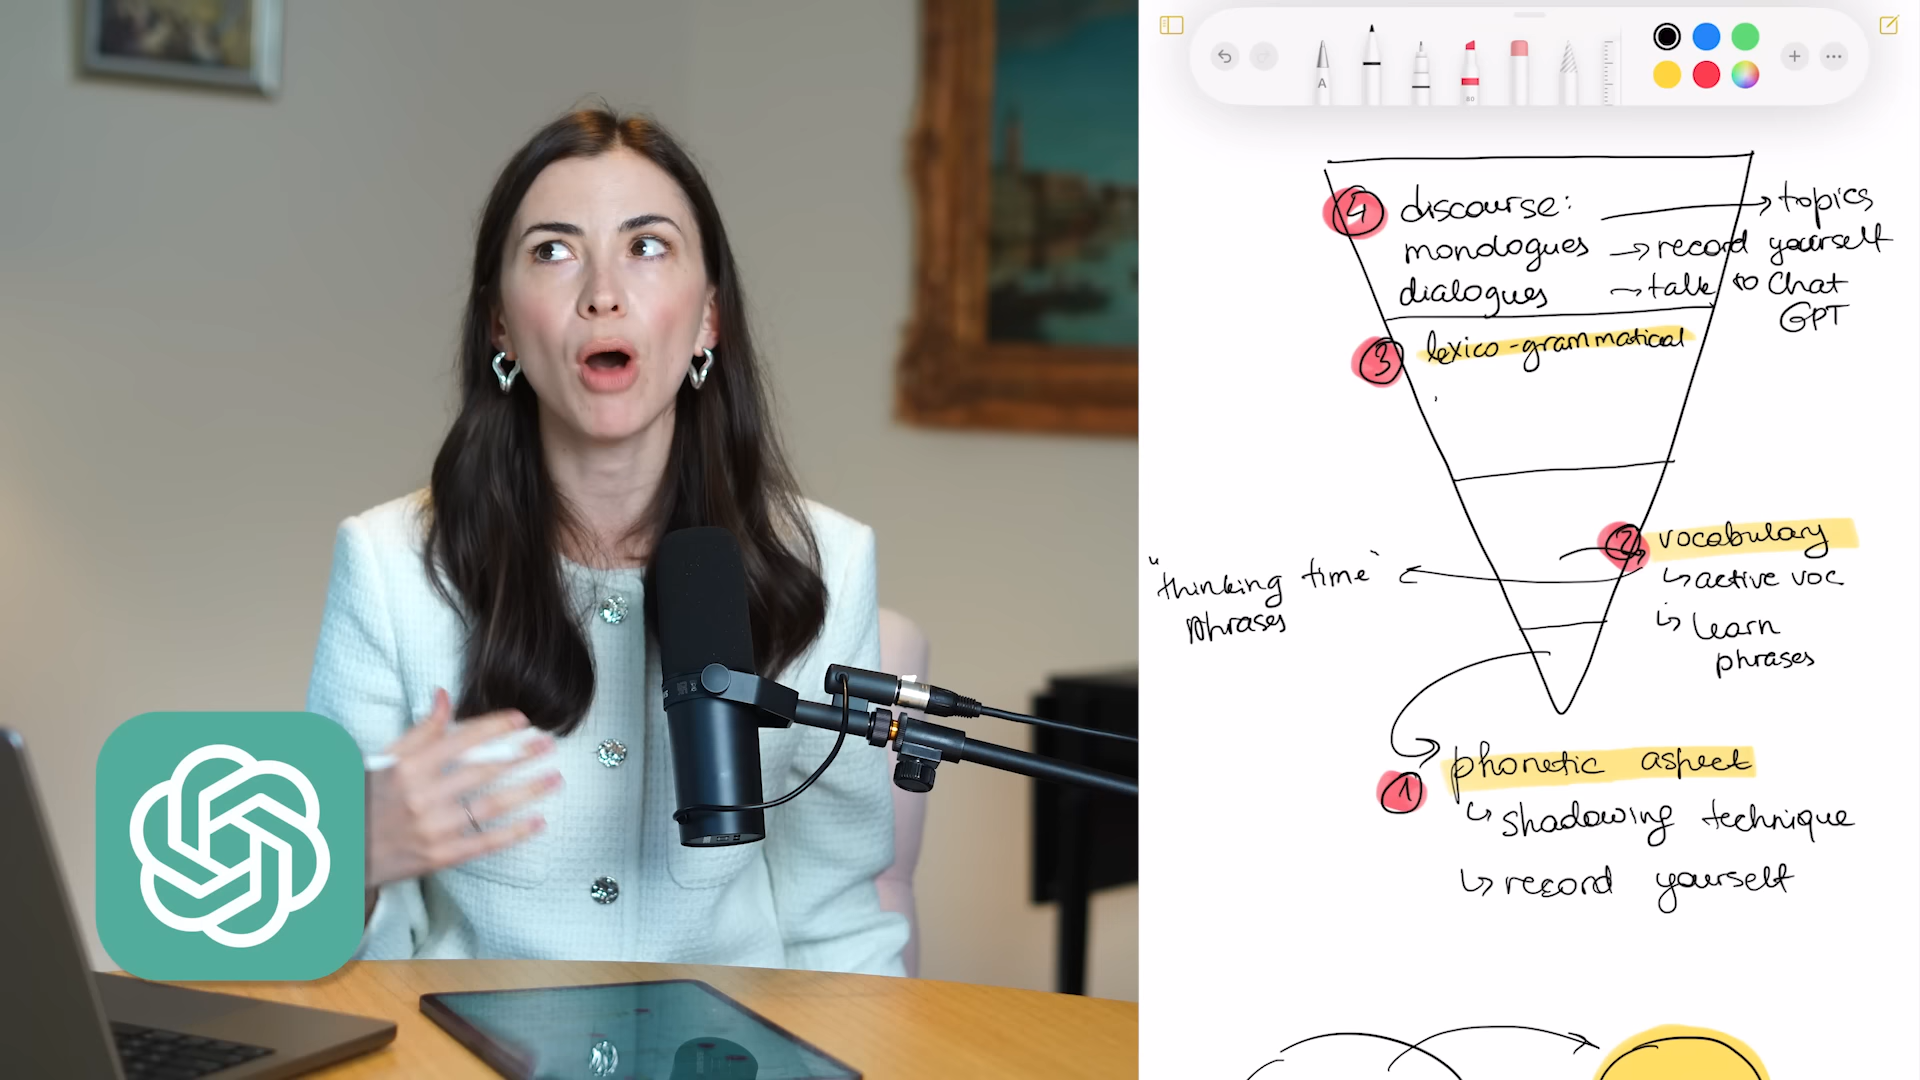 4 discourse: → topics
monologues → record yourself
dialogues → talk to Chat
GPT
3 lexico-grammatical
2 vocabulary
↳ active voc
↳ learn
phrases
"thinking time"
phrases
1 phonetic aspect
↳ shadowing technique
↳ record yourself
A
80